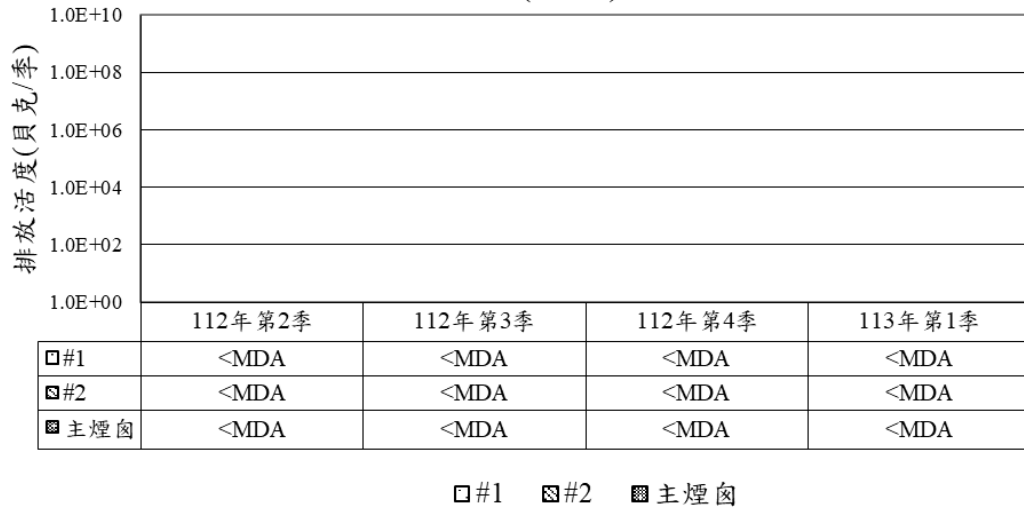 1.0E+10
1.0E+08
1.0E+06
1.0E+04
1.0E+02
1.0E+00
排放活度(貝克/季)
112年第2季 112年第3季 112年第4季 113年第1季
#1 <MDA <MDA <MDA <MDA
#2 <MDA <MDA <MDA <MDA
主煙囪 <MDA <MDA <MDA <MDA
#1 #2 主煙囪